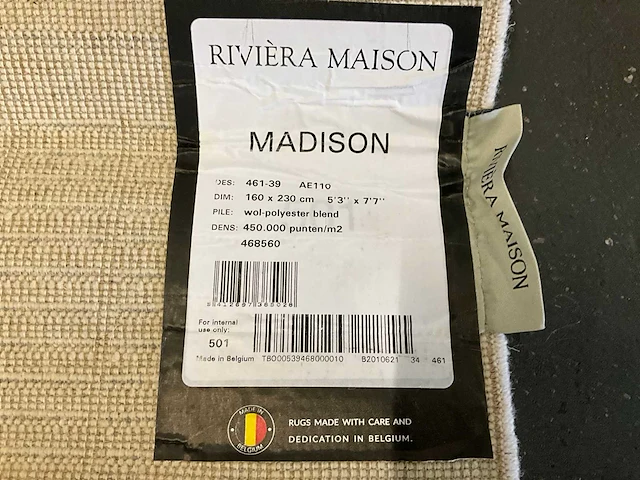 RIVIÈRA MAISON
MADISON
DES: 461-39 AE110
DIM: 160 x 230 cm 5'3'' x 7'7''
PILE: wol-polyester blend
DENS: 450.000 punten/m2
468560
For internal
use only:
501
Made in Belgium TB000539468000010 B2010621 34 461
MADE IN
BELGIUM
RUGS MADE WITH CARE AND
DEDICATION IN BELGIUM.
RIVIÈRA MAISON